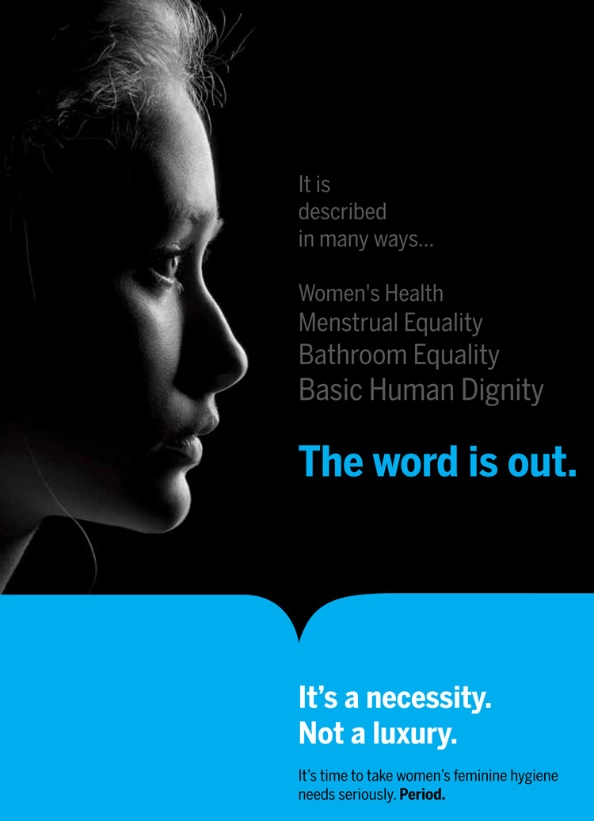 It is
described
in many ways...
Women's Health
Menstrual Equality
Bathroom Equality
Basic Human Dignity
The word is out.
It’s a necessity.
Not a luxury.
It’s time to take women’s feminine hygiene
needs seriously. Period.